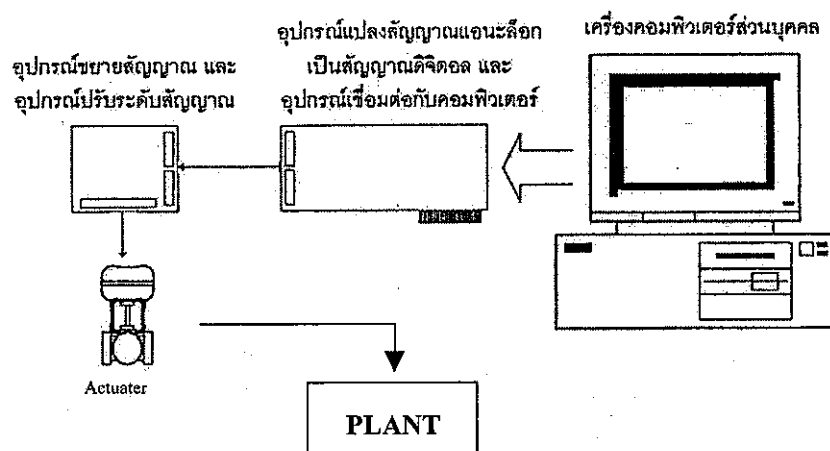 อุปกรณ์ขยายสัญญาณ และ
อุปกรณ์ปรับระดับสัญญาณ
อุปกรณ์แปลงสัญญาณแอนะล็อก
เป็นสัญญาณดิจิตอล และ
อุปกรณ์เชื่อมต่อกับคอมพิวเตอร์
เครื่องคอมพิวเตอร์ส่วนบุคคล
Actuater
PLANT